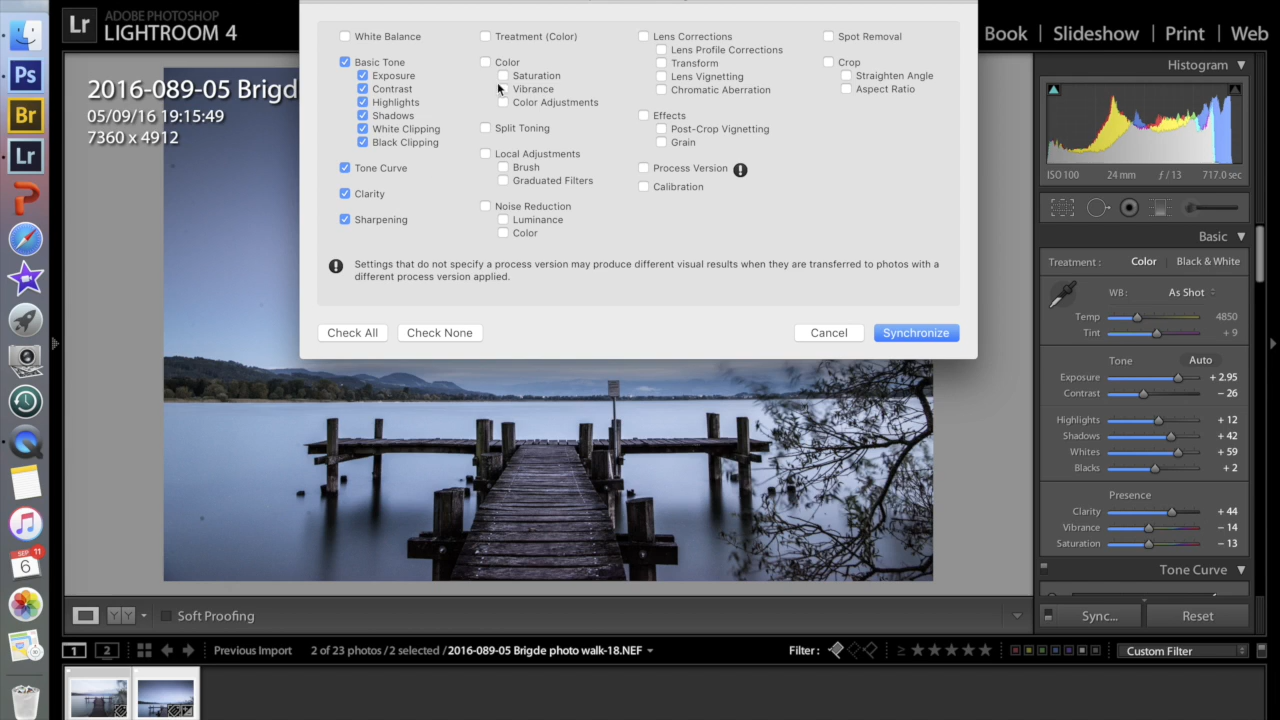 Lr ADOBE PHOTOSHOP
LIGHTROOM 4
Book | Slideshow | Print | Web
2016-089-05 Brigd
05/09/16 19:15:49
7360 x 4912
White Balance
Basic Tone
Exposure
Contrast
Highlights
Shadows
White Clipping
Black Clipping
Tone Curve
Clarity
Sharpening
Treatment (Color)
Color
Saturation
Vibrance
Color Adjustments
Split Toning
Local Adjustments
Brush
Graduated Filters
Noise Reduction
Luminance
Color
Lens Corrections
Lens Profile Corrections
Transform
Lens Vignetting
Chromatic Aberration
Effects
Post-Crop Vignetting
Grain
Process Version
Calibration
Spot Removal
Crop
Straighten Angle
Aspect Ratio
Settings that do not specify a process version may produce different visual results when they are transferred to photos with a
different process version applied.
Check All
Check None
Cancel
Synchronize
Histogram
ISO 100 24 mm ƒ / 13 717.0 sec
Basic
Treatment : Color Black & White
WB : As Shot
Temp 4850
Tint + 9
Tone Auto
Exposure + 2.95
Contrast − 26
Highlights + 12
Shadows + 42
Whites + 59
Blacks + 2
Presence
Clarity + 44
Vibrance − 14
Saturation − 13
Tone Curve
Sync...
Reset
Ps
Br
Lr
SEP 11
6
YY
Soft Proofing
1 2 Previous Import 2 of 23 photos /2 selected /2016-089-05 Brigde photo walk-18.NEF
Filter : ≥ Custom Filter